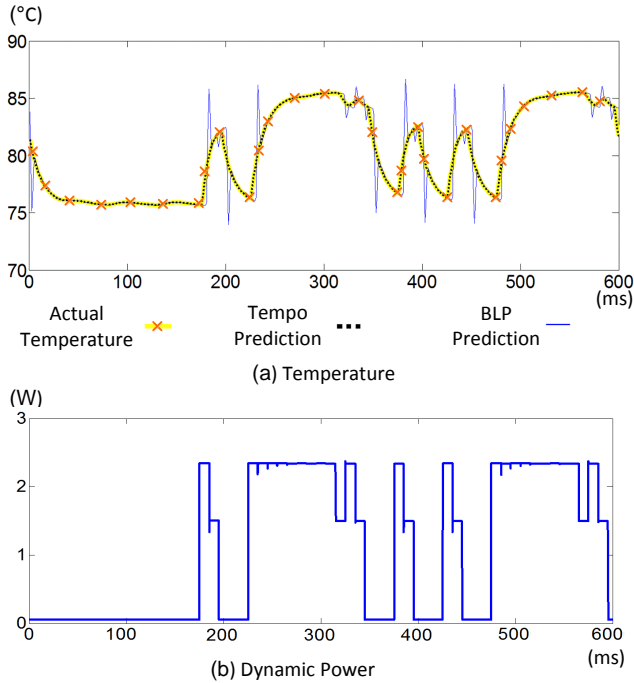 (°C)
90
85
80
75
70
0 100 200 300 400 500 600
(ms)
Actual Temperature
Tempo Prediction
BLP Prediction
(a) Temperature
(W)
3
2
1
0
0 100 200 300 400 500 600
(ms)
(b) Dynamic Power